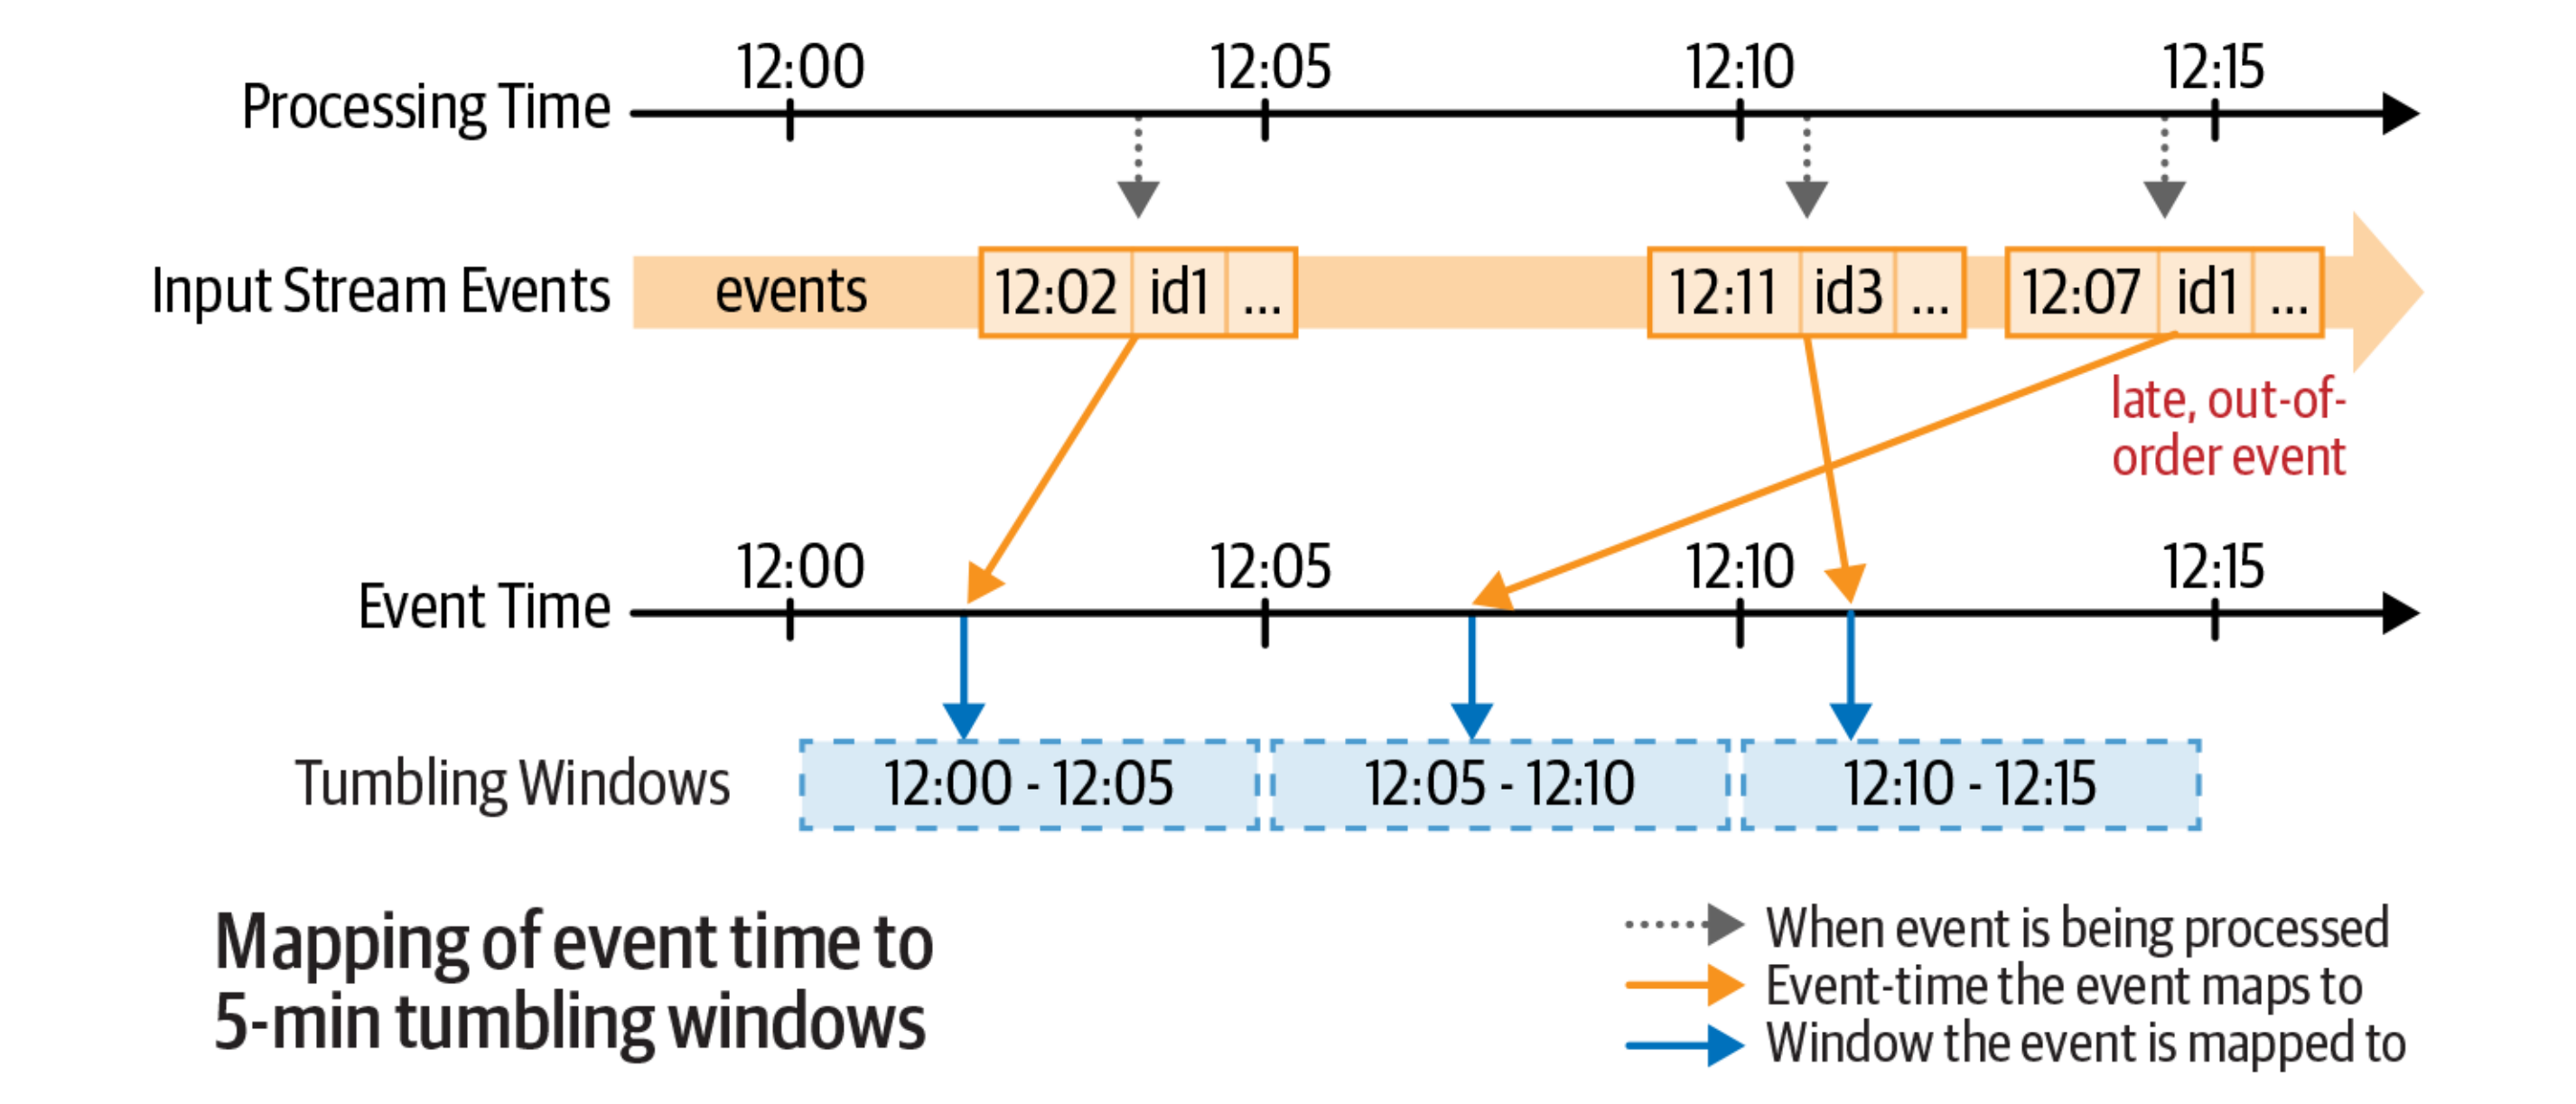 12:00 12:05 12:10 12:15
Processing Time
Input Stream Events events 12:02 id1 ... 12:11 id3 ... 12:07 id1 ...
late, out-of-
order event
12:00 12:05 12:10 12:15
Event Time
Tumbling Windows 12:00 - 12:05 12:05 - 12:10 12:10 - 12:15
Mapping of event time to
5-min tumbling windows
When event is being processed
Event-time the event maps to
Window the event is mapped to